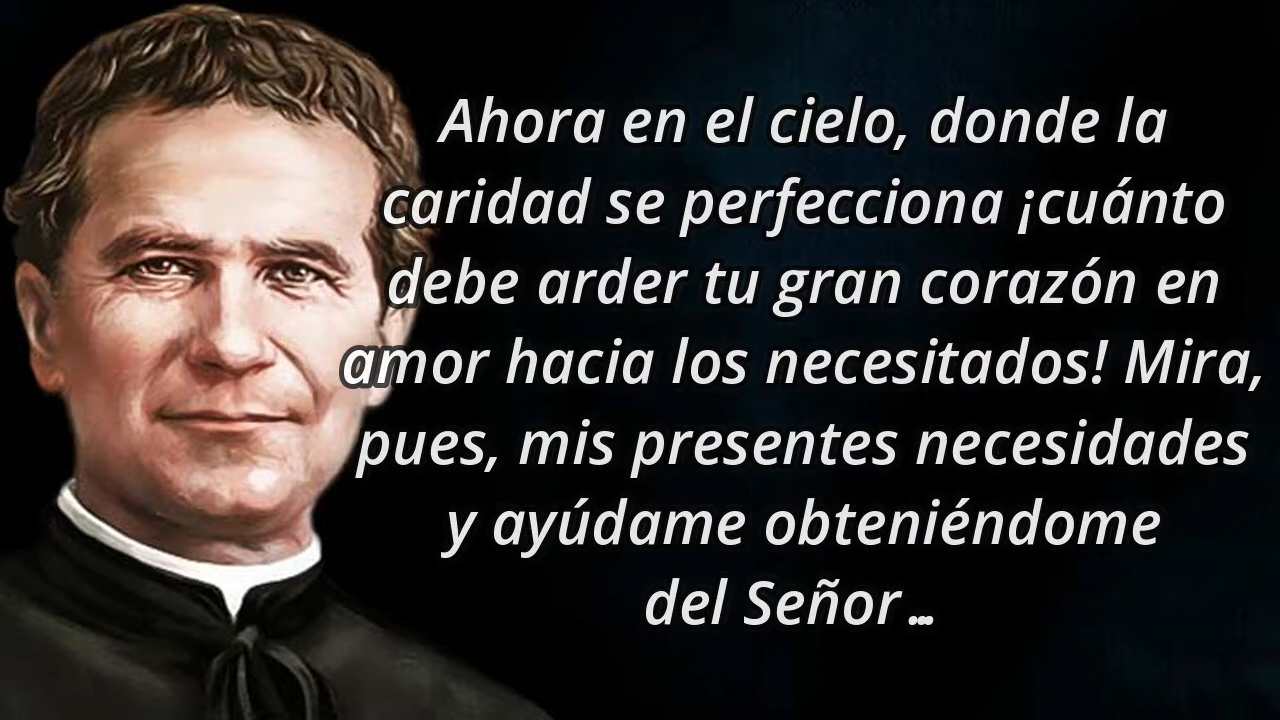 Ahora en el cielo, donde la
caridad se perfecciona ¡cuánto
debe arder tu gran corazón en
amor hacia los necesitados! Mira,
pues, mis presentes necesidades
y ayúdame obteniéndome
del Señor...